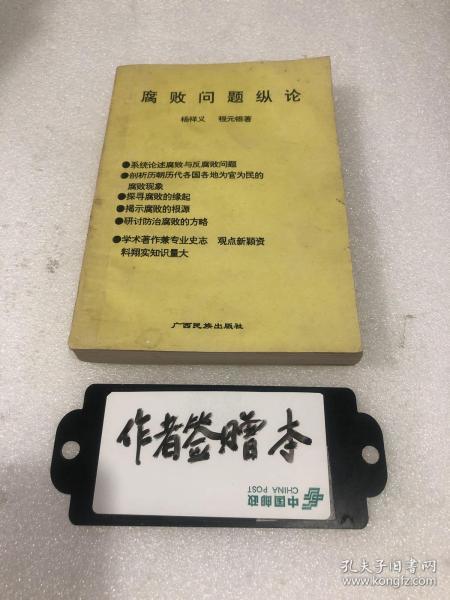 腐败问题纵论
杨祥义 程元锴著
●系统论述腐败与反腐败问题
●剖析历朝历代各国各地为官为民的
腐败现象
●探寻腐败的缘起
●揭示腐败的根源
●研讨防治腐败的方略
●学术著作兼专业史志 观点新颖资
料翔实知识量大
广西民族出版社
作者签赠本
中国邮政
CHINA POST
孔夫子旧书网
www.kongfz.com